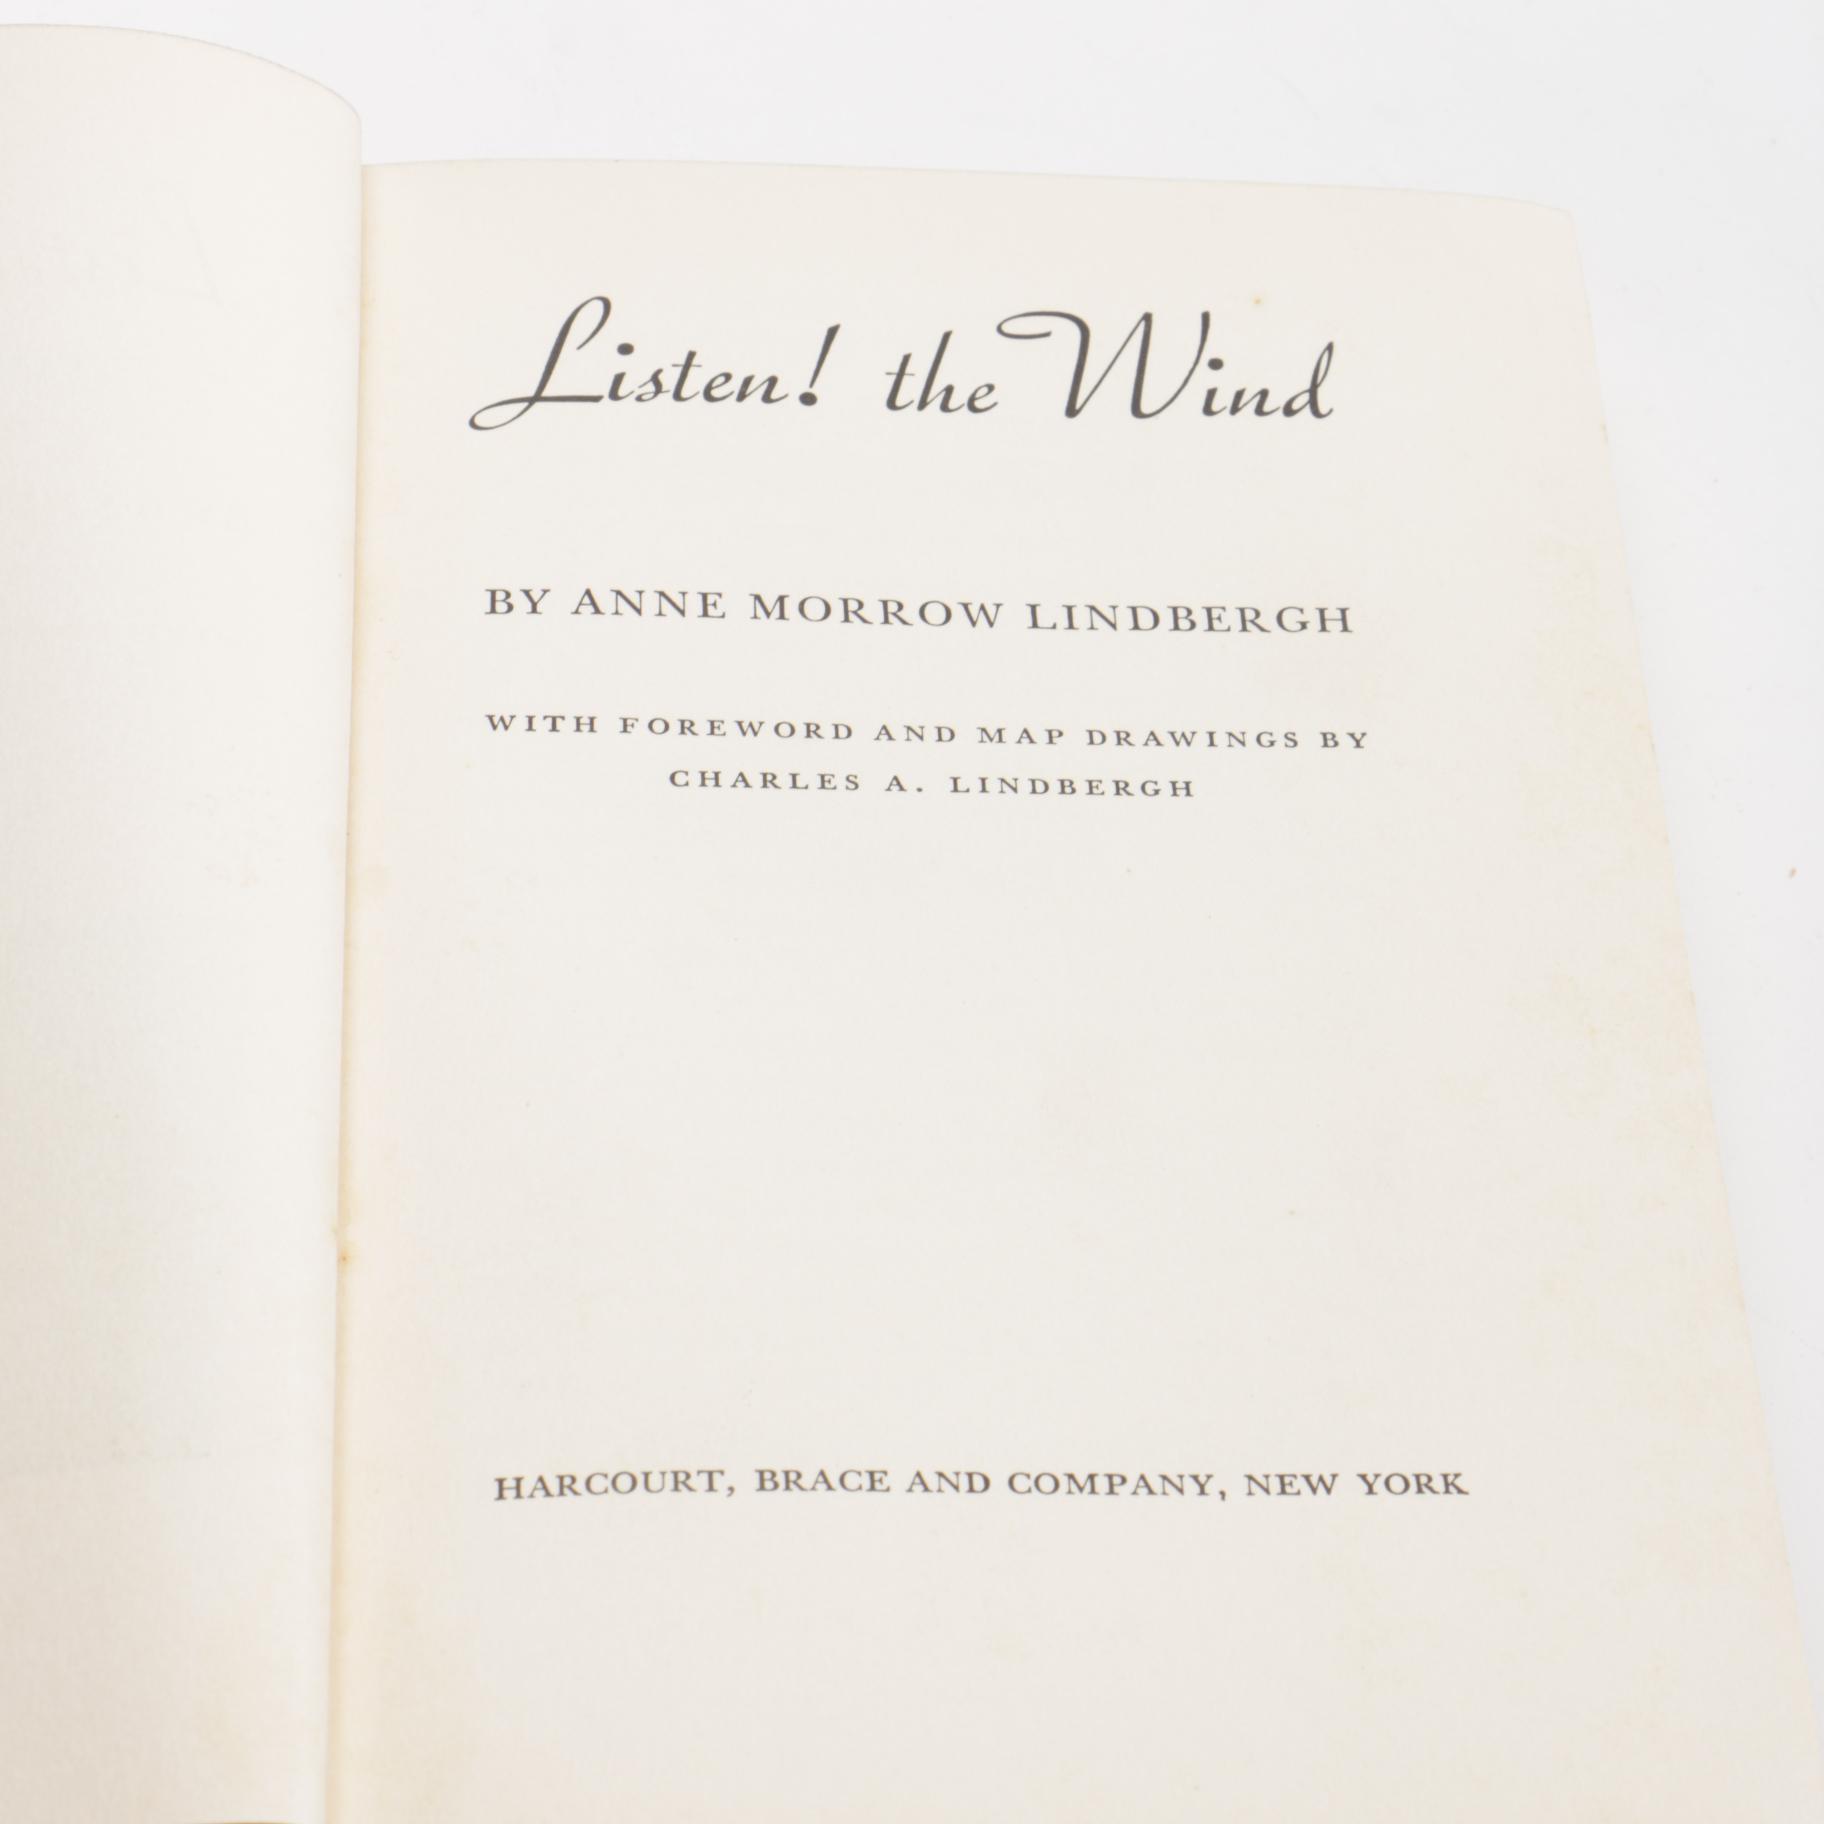 Listen! the Wind
BY ANNE MORROW LINDBERGH
WITH FOREWORD AND MAP DRAWINGS BY
CHARLES A. LINDBERGH
HARCOURT, BRACE AND COMPANY, NEW YORK